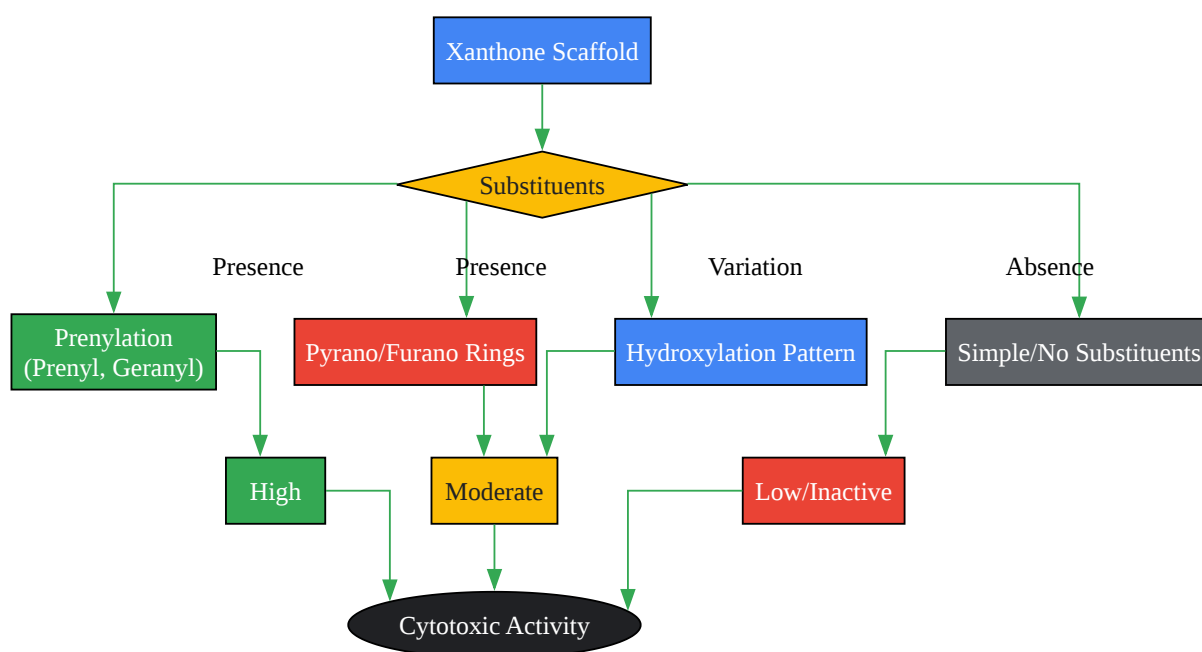 Xanthone Scaffold
Substituents
Presence
Presence
Variation
Absence
Prenylation
(Prenyl, Geranyl)
Pyrano/Furano Rings
Hydroxylation Pattern
Simple/No Substituents
High
Moderate
Low/Inactive
Cytotoxic Activity